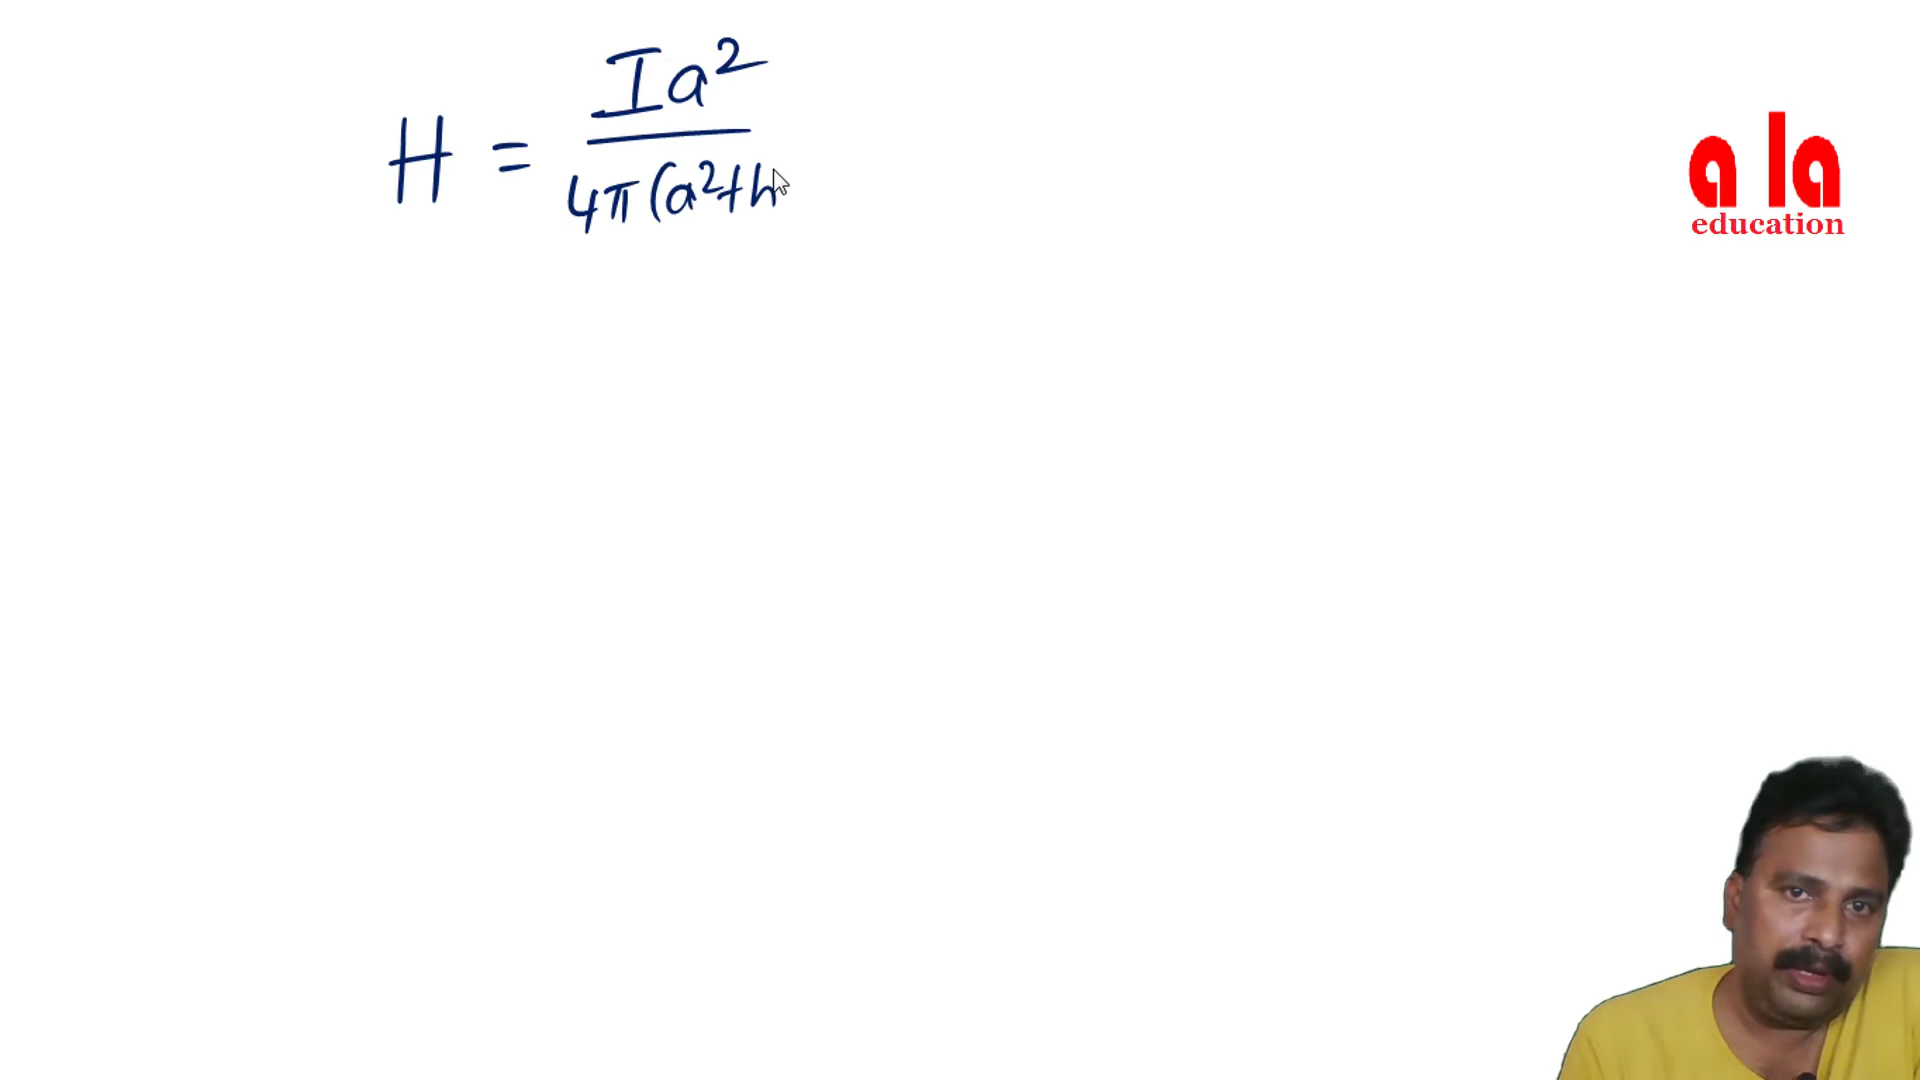 H = Ia²/4π(a²+h
a la
education